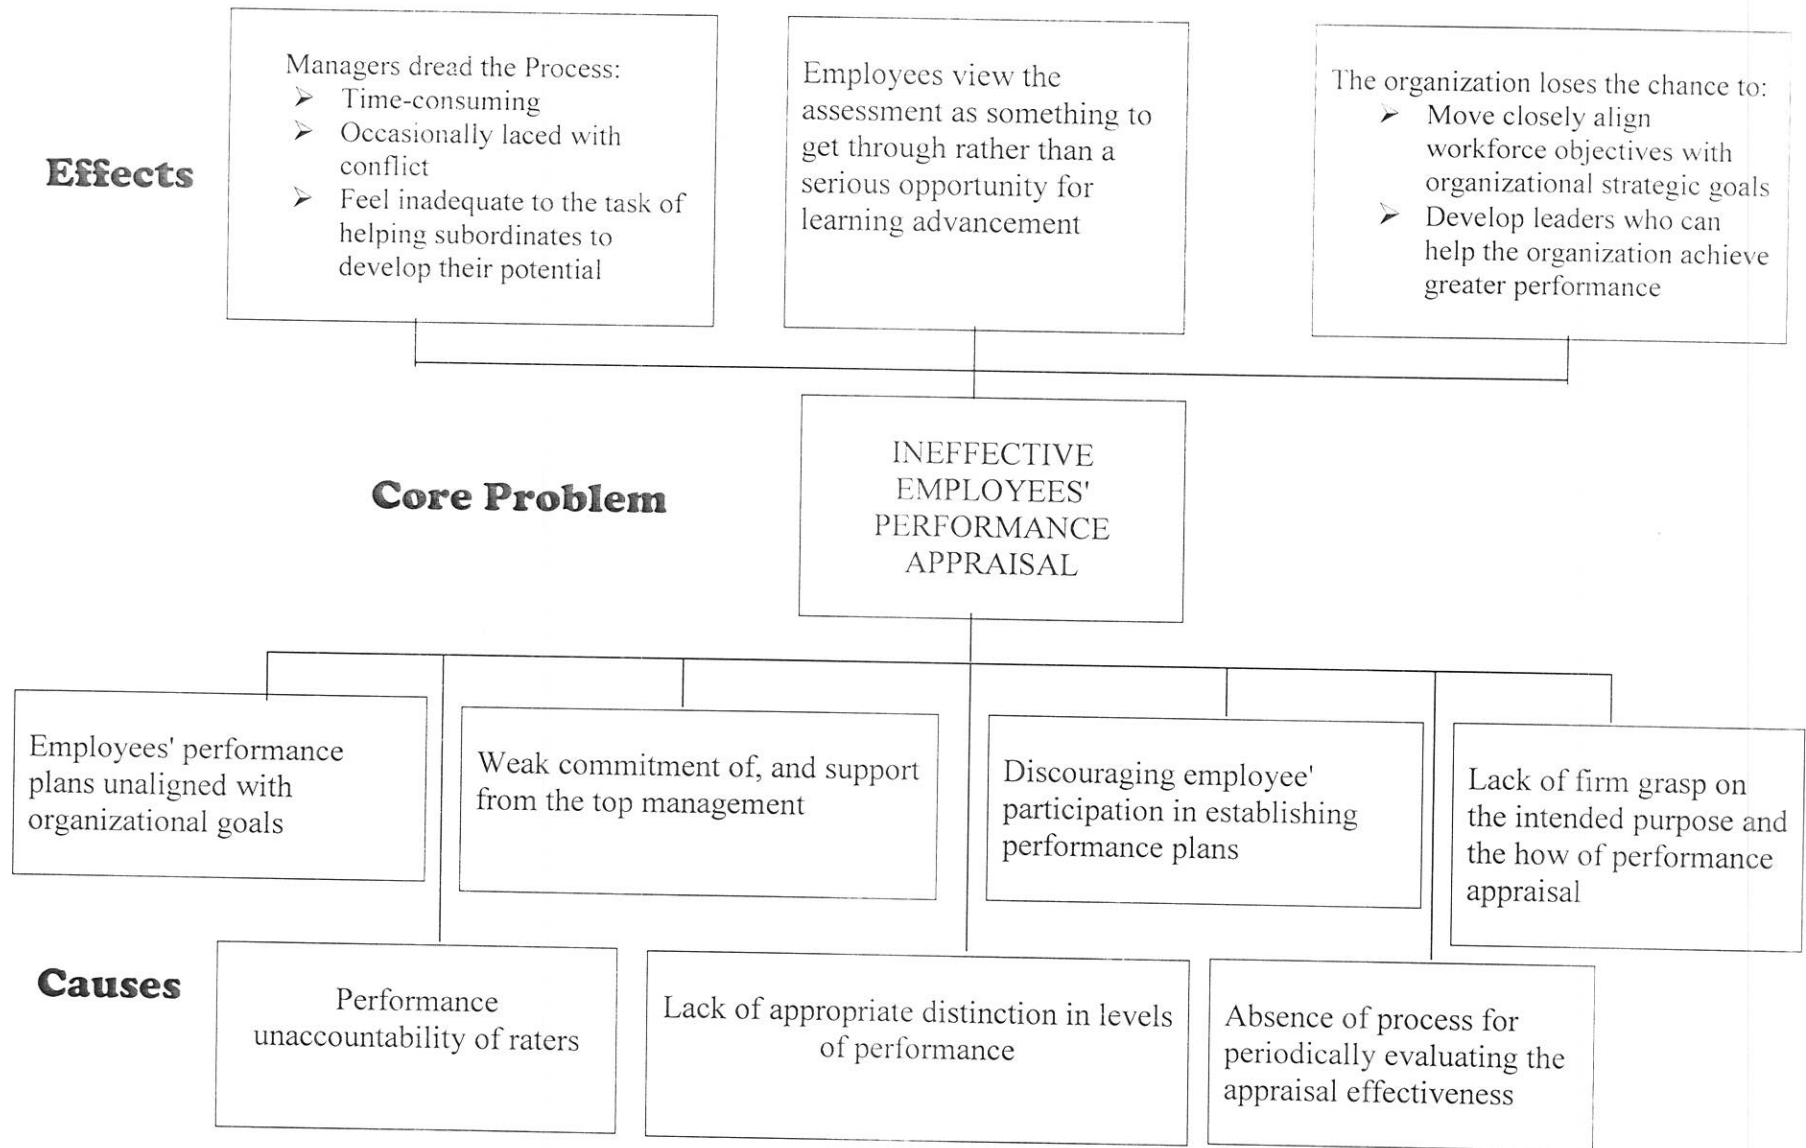 Effects
Managers dread the Process:
➢ Time-consuming
➢ Occasionally laced with
conflict
➢ Feel inadequate to the task of
helping subordinates to
develop their potential
Employees view the
assessment as something to
get through rather than a
serious opportunity for
learning advancement
The organization loses the chance to:
➢ Move closely align
workforce objectives with
organizational strategic goals
➢ Develop leaders who can
help the organization achieve
greater performance
Core Problem
INEFFECTIVE
EMPLOYEES'
PERFORMANCE
APPRAISAL
Employees' performance
plans unaligned with
organizational goals
Weak commitment of, and support
from the top management
Discouraging employee'
participation in establishing
performance plans
Lack of firm grasp on
the intended purpose and
the how of performance
appraisal
Causes
Performance
unaccountability of raters
Lack of appropriate distinction in levels
of performance
Absence of process for
periodically evaluating the
appraisal effectiveness